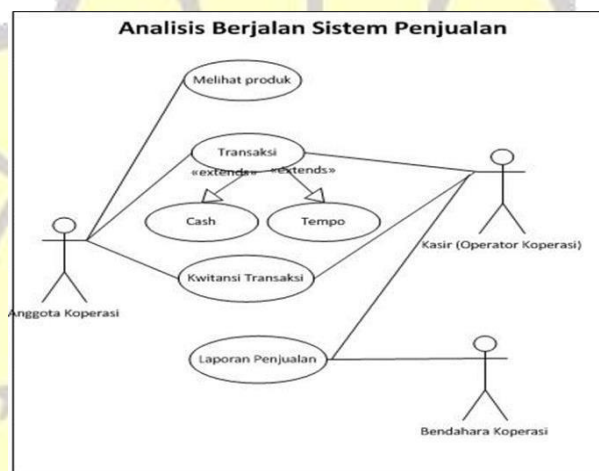 Analisis Berjalan Sistem Penjualan
Melihat produk
Transaksi
«extends» «extends»
Cash
Tempo
Kasir (Operator Koperasi)
Kwitansi Transaksi
Anggota Koperasi
Laporan Penjualan
Bendahara Koperasi